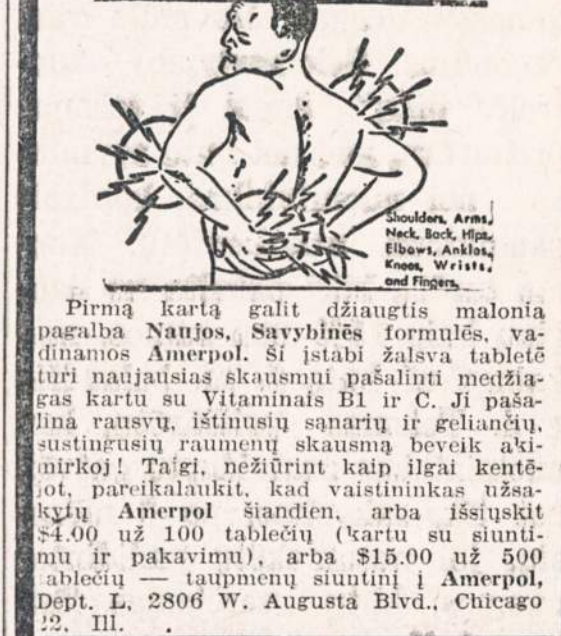 Shoulders, Arms,
Neck, Back, Hips,
Elbows, Ankles,
Knees, Wrists,
and Fingers.
Pirmą kartą galit džiaugtis malonia
pagalba Naujos, Savybinės formulės, va-
dinamos Amerpol. ši įstabi žalsva tabletė
turi naujausias skausmui pašalinti medžia-
gas kartu su Vitaminais B1 ir C. Ji paša-
lina rausvų, ištinusių sąnarių ir geliančių,
sustingusių raumenų skausmą beveik aki-
mirkoj! Taigi, nežiūrint kaip ilgai kentė-
jot, pareikalaukit, kad vaistininkas užsa-
kytų Amerpol šiandien, arba išsiųskit
$4.00 už 100 tablečių (kartu su siunti-
mu ir pakavimu), arba $15.00 už 500
tablečių — taupmenų siuntinį į Amerpol,
Dept. L, 2806 W. Augusta Blvd., Chicago
22, Ill.